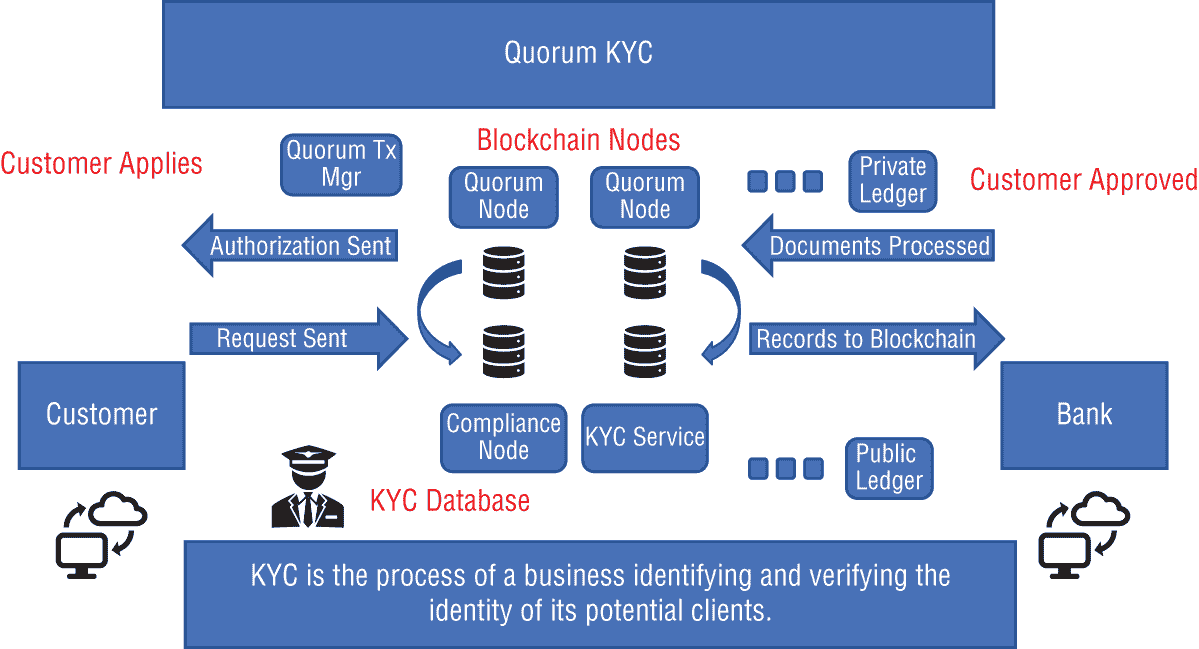 Quorum KYC
Customer Applies
Quorum Tx
Mgr
Blockchain Nodes
Quorum
Node
Quorum
Node
Private
Ledger
Customer Approved
Authorization Sent
Documents Processed
Request Sent
Records to Blockchain
Customer
Compliance
Node
KYC Service
Bank
Public
Ledger
KYC Database
KYC is the process of a business identifying and verifying the
identity of its potential clients.